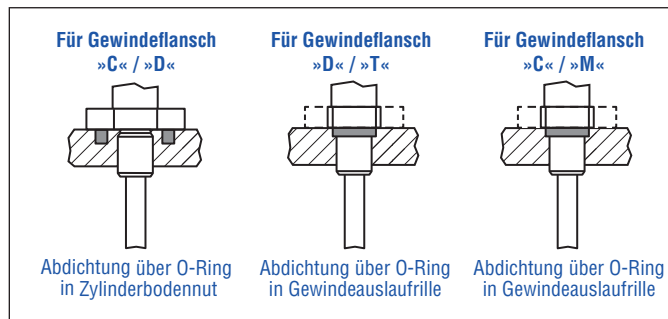 Für Gewindeflansch
»C« / »D«
Abdichtung über O-Ring
in Zylinderbodennut
Für Gewindeflansch
»D« / »T«
Abdichtung über O-Ring
in Gewindeauslaufrille
Für Gewindeflansch
»C« / »M«
Abdichtung über O-Ring
in Gewindeauslaufrille